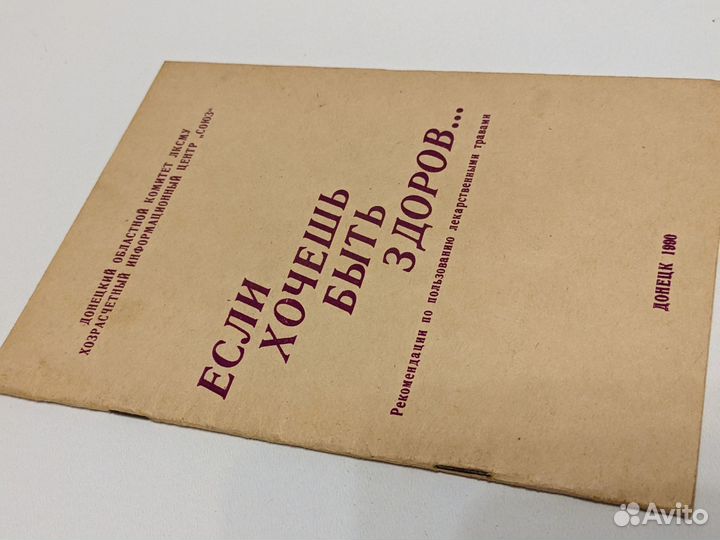 ДОНЕЦКИЙ ОБЛАСТНОЙ КОМИТЕТ ЛКСМУ
ХОЗРАСЧЕТНЫЙ ИНФОРМАЦИОННЫЙ ЦЕНТР „СОЮЗ"
ЕСЛИ
ХОЧЕШЬ
БЫТЬ
ЗДОРОВ...
Рекомендации по пользованию лекарственными травами
ДОНЕЦК 1990
Avito